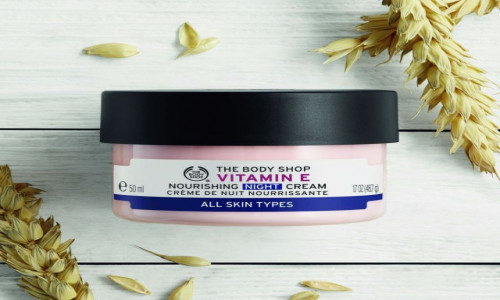 THE BODY SHOP
VITAMIN E
NOURISHING NIGHT CREAM
CRÈME DE NUIT NOURRISSANTE
e 50 ml
17 OZ (48.7 g)
ALL SKIN TYPES